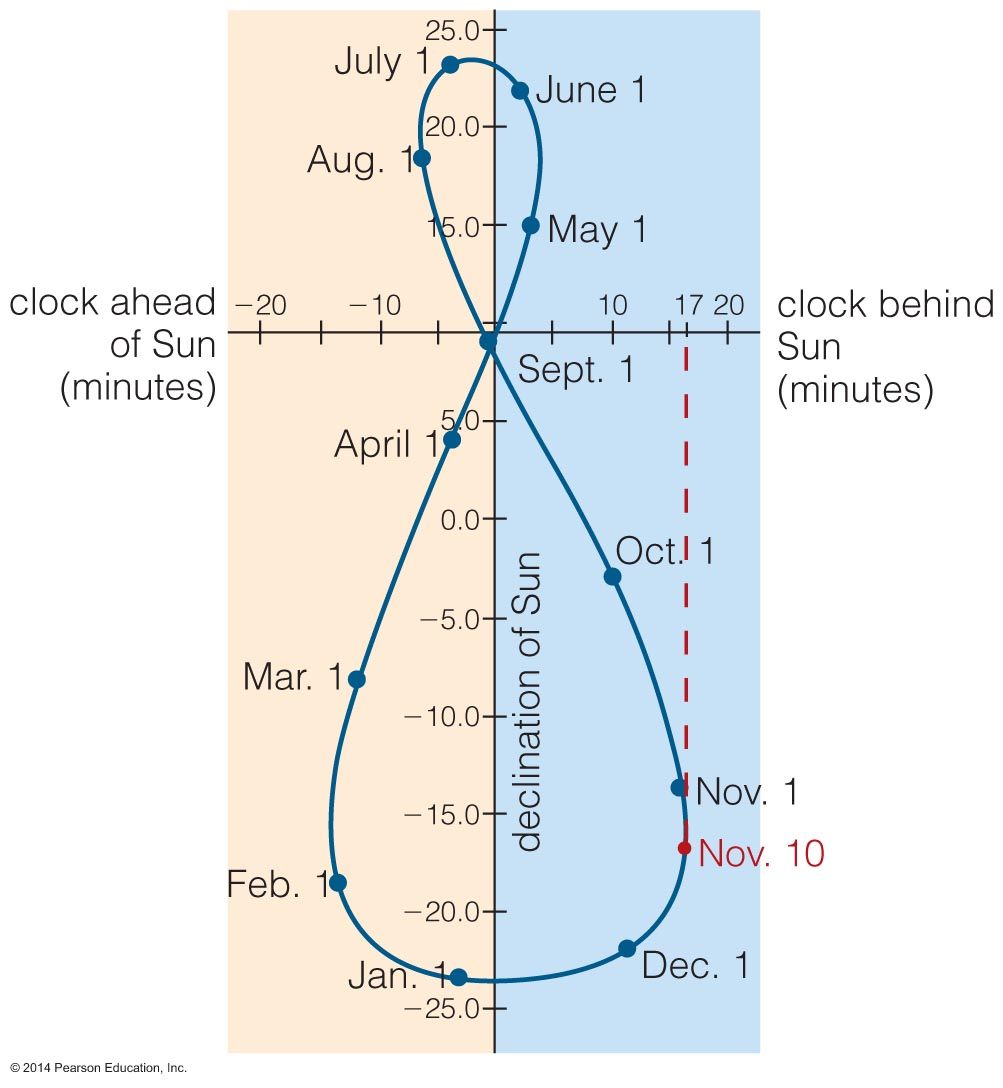 25.0
July 1
June 1
20.0
Aug. 1
15.0
May 1
clock ahead
of Sun
(minutes)
−20
−10
10
17
20
clock behind
Sun
(minutes)
Sept. 1
5.0
April 1
0.0
Oct. 1
declination of Sun
−5.0
Mar. 1
−10.0
Nov. 1
−15.0
Nov. 10
Feb. 1
−20.0
Dec. 1
Jan. 1
−25.0
© 2014 Pearson Education, Inc.